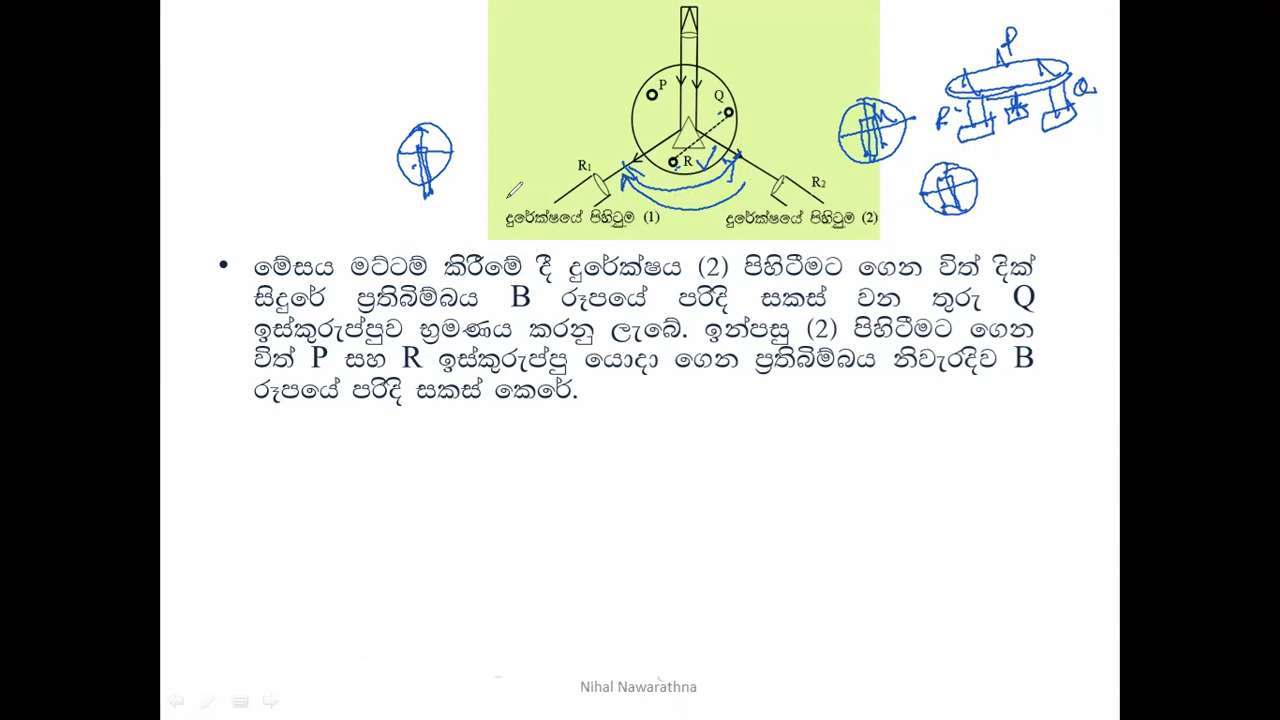 P
P
Q
Q
R
R
R₁
R₂
දුරේක්ෂයේ පිහිටුම (1)
දුරේක්ෂයේ පිහිටුම (2)
• මේසය මට්ටම් කිරීමේ දී දුරේක්ෂය (2) පිහිටීමට ගෙන විත් දික්
සිදුරේ ප්‍රතිබිම්බය B රූපයේ පරිදි සකස් වන තුරු Q
ඉස්කුරුප්පුව භ්‍රමණය කරනු ලැබේ. ඉන්පසු (2) පිහිටීමට ගෙන
විත් P සහ R ඉස්කුරුප්පු යොදා ගෙන ප්‍රතිබිම්බය නිවැරදිව B
රූපයේ පරිදි සකස් කෙරේ.
Nihal Nawarathna